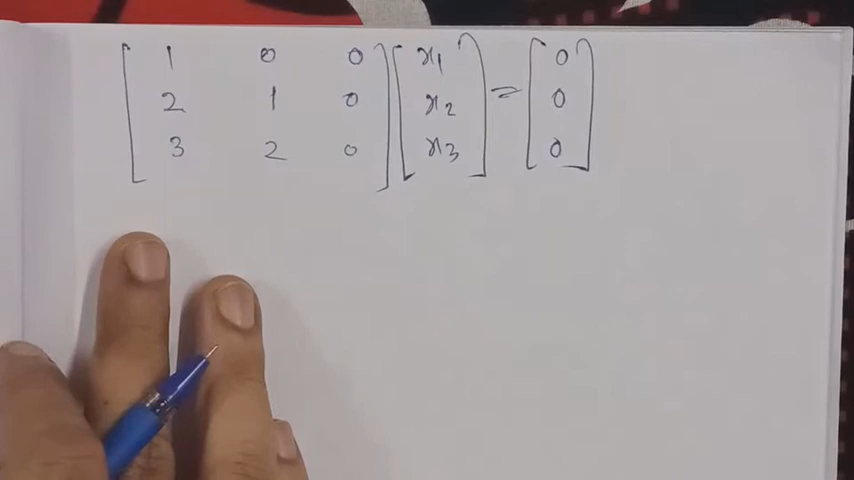 [1 0 0] [x1] = [0]
[2 1 0] [x2] [0]
[3 2 0] [x3] [0]